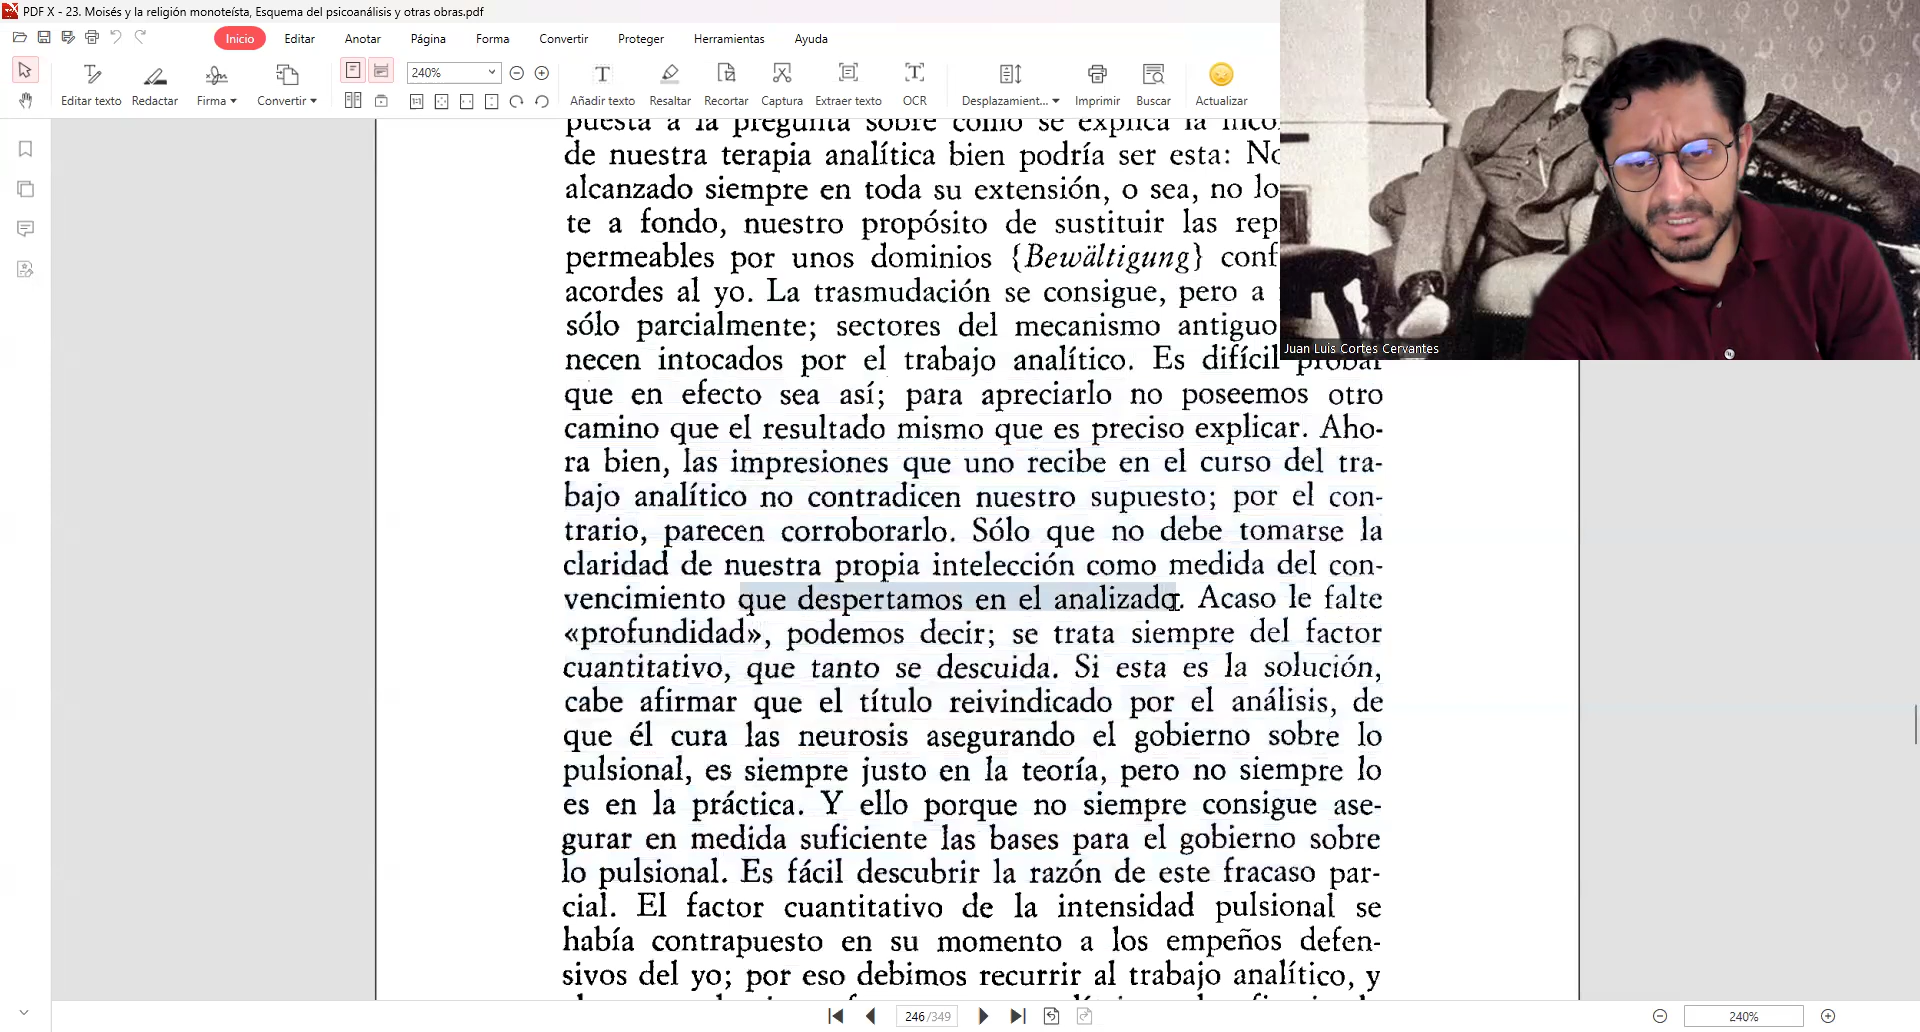 PDF X - 23. Moisés y la religión monoteísta, Esquema del psicoanálisis y otras obras.pdf
Inicio Editar Anotar Página Forma Convertir Proteger Herramientas Ayuda
240%
Editar texto Redactar Firma Convertir Añadir texto Resaltar Recortar Captura Extraer texto OCR Desplazamient... Imprimir Buscar Actualizar
puesta a la pregunta sobre cómo se explica la inco
de nuestra terapia analítica bien podría ser esta: No
alcanzado siempre en toda su extensión, o sea, no lo
te a fondo, nuestro propósito de sustituir las rep
permeables por unos dominios {Bewältigung} conf
acordes al yo. La trasmudación se consigue, pero a
sólo parcialmente; sectores del mecanismo antiguo
necen intocados por el trabajo analítico. Es difícil probar
Juan Luis Cortes Cervantes
que en efecto sea así; para apreciarlo no poseemos otro
camino que el resultado mismo que es preciso explicar. Aho-
ra bien, las impresiones que uno recibe en el curso del tra-
bajo analítico no contradicen nuestro supuesto; por el con-
trario, parecen corroborarlo. Sólo que no debe tomarse la
claridad de nuestra propia intelección como medida del con-
vencimiento que despertamos en el analizado. Acaso le falte
«profundidad», podemos decir; se trata siempre del factor
cuantitativo, que tanto se descuida. Si esta es la solución,
cabe afirmar que el título reivindicado por el análisis, de
que él cura las neurosis asegurando el gobierno sobre lo
pulsional, es siempre justo en la teoría, pero no siempre lo
es en la práctica. Y ello porque no siempre consigue ase-
gurar en medida suficiente las bases para el gobierno sobre
lo pulsional. Es fácil descubrir la razón de este fracaso par-
cial. El factor cuantitativo de la intensidad pulsional se
había contrapuesto en su momento a los empeños defen-
sivos del yo; por eso debimos recurrir al trabajo analítico, y
246 /349
240%